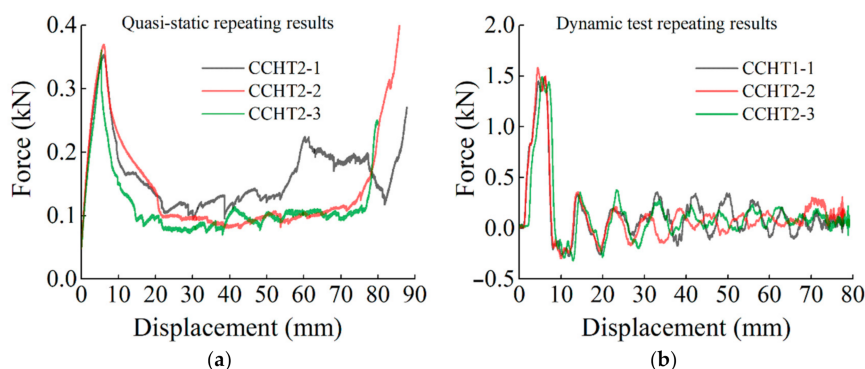 Quasi-static repeating results
CCHT2-1
CCHT2-2
CCHT2-3
Force (kN)
0.4
0.3
0.2
0.1
0.0
0 10 20 30 40 50 60 70 80 90
Displacement (mm)
(a)
Dynamic test repeating results
CCHT1-1
CCHT2-2
CCHT2-3
Force (kN)
2.0
1.5
1.0
0.5
0.0
−0.5
0 10 20 30 40 50 60 70 80
Displacement (mm)
(b)